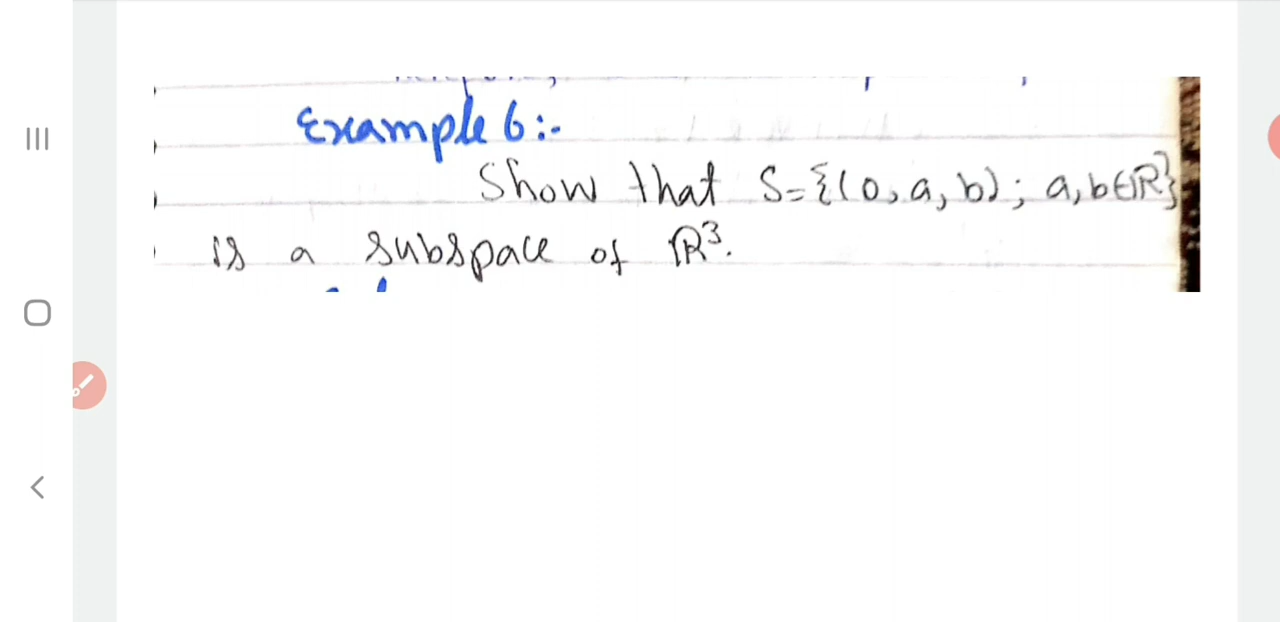 Example 6:-
Show that S={(0, a, b); a, b∈ℝ}
is a subspace of ℝ³.